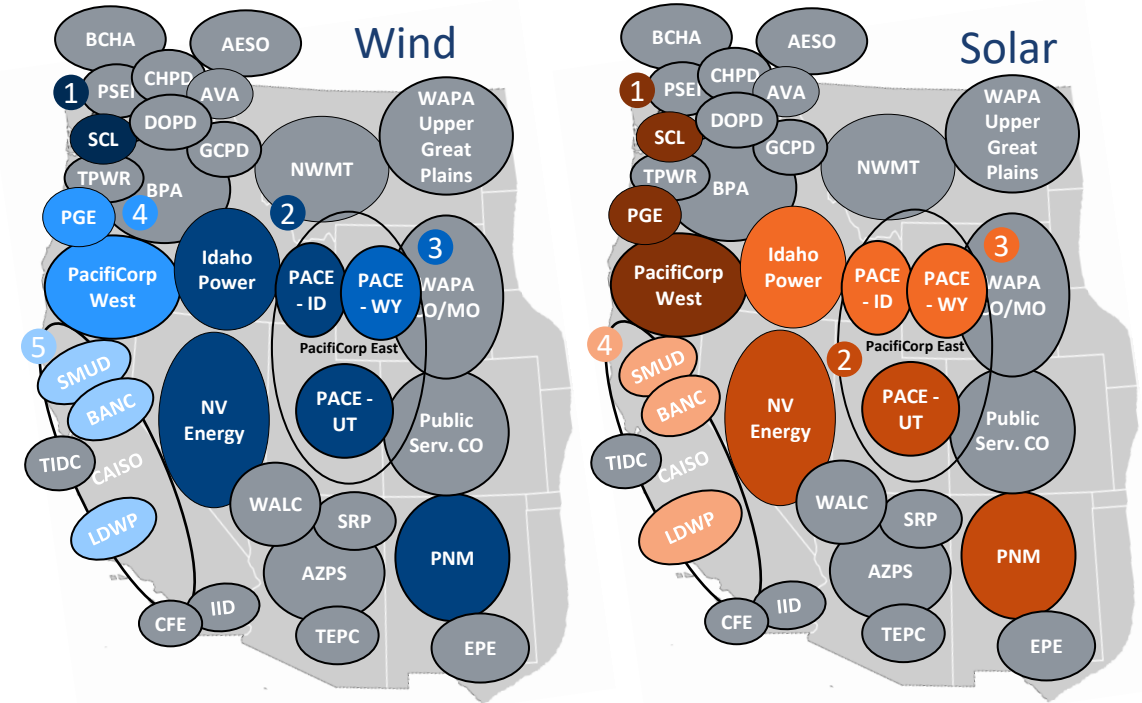 Wind
BCHA
AESO
CHPD
1
PSEI
AVA
WAPA
Upper
Great
Plains
DOPD
SCL
GCPD
NWMT
TPWR
BPA
PGE
4
2
3
Idaho
Power
PacifiCorp
West
PACE
- ID
PACE
- WY
WAPA
CO/MO
PacifiCorp East
5
SMUD
BANC
NV
Energy
PACE -
UT
Public
Serv. CO
TIDC
CAISO
WALC
SRP
LDWP
PNM
AZPS
IID
CFE
TEPC
EPE
Solar
BCHA
AESO
CHPD
1
PSEI
AVA
WAPA
Upper
Great
Plains
DOPD
SCL
GCPD
NWMT
TPWR
BPA
PGE
3
Idaho
Power
PacifiCorp
West
PACE
- ID
PACE
- WY
WAPA
CO/MO
PacifiCorp East
4
2
SMUD
BANC
NV
Energy
PACE -
UT
Public
Serv. CO
TIDC
CAISO
WALC
SRP
LDWP
PNM
AZPS
IID
CFE
TEPC
EPE